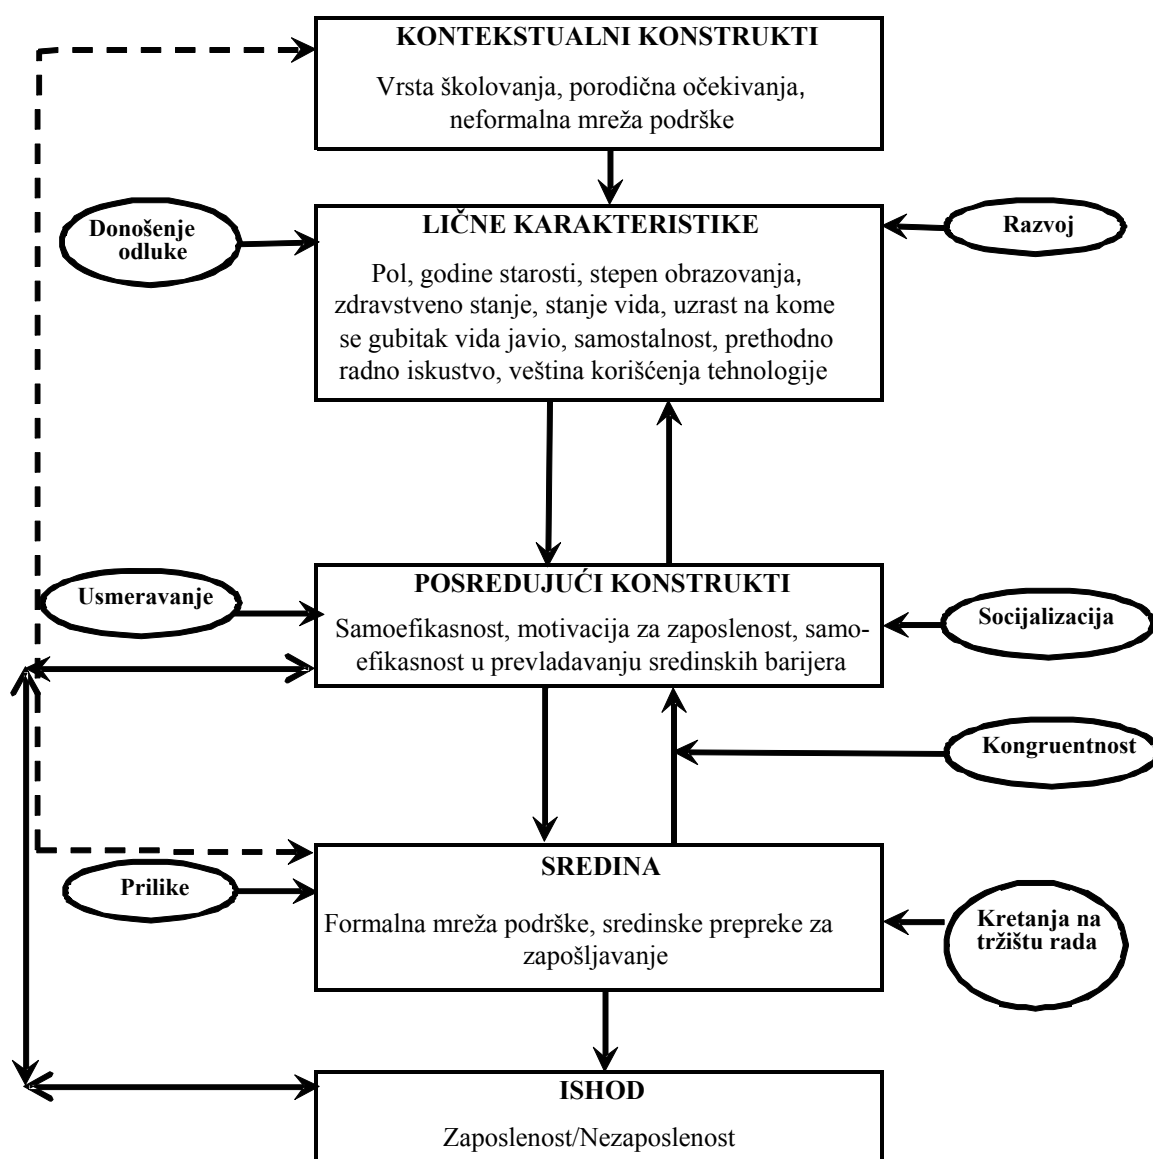 KONTEKSTUALNI KONSTRUKTI
Vrsta školovanja, porodična očekivanja,
neformalna mreža podrške
Donošenje
odluke
LIČNE KARAKTERISTIKE
Pol, godine starosti, stepen obrazovanja,
zdravstveno stanje, stanje vida, uzrast na kome
se gubitak vida javio, samostalnost, prethodno
radno iskustvo, veština korišćenja tehnologije
Razvoj
Usmeravanje
POSREDUJUĆI KONSTRUKTI
Samoefikasnost, motivacija za zaposlenost, samo-
efikasnost u prevladavanju sredinskih barijera
Socijalizacija
Kongruentnost
Prilike
SREDINA
Formalna mreža podrške, sredinske prepreke za
zapošljavanje
Kretanja na
tržištu rada
ISHOD
Zaposlenost/Nezaposlenost